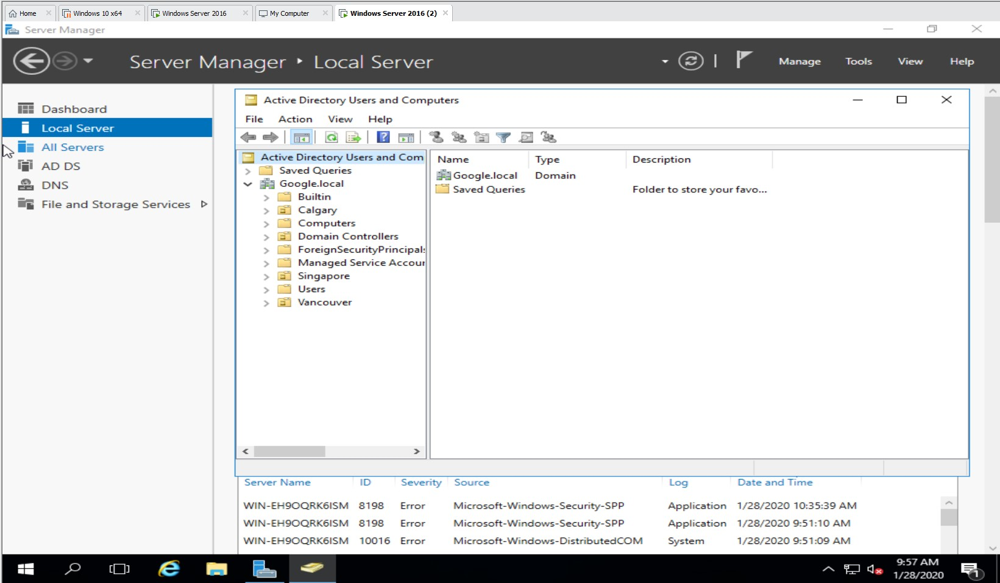 Home
Windows 10 x64
Windows Server 2016
My Computer
Windows Server 2016 (2)
Server Manager
Server Manager ‣ Local Server
Manage
Tools
View
Help
Dashboard
Local Server
All Servers
AD DS
DNS
File and Storage Services
Active Directory Users and Computers
File Action View Help
Active Directory Users and Com
Saved Queries
Google.local
Builtin
Calgary
Computers
Domain Controllers
ForeignSecurityPrincipals
Managed Service Accour
Singapore
Users
Vancouver
Name Type Description
Google.local Domain
Saved Queries Folder to store your favo...
Server Name ID Severity Source Log Date and Time
WIN-EH9OQRK6ISM 8198 Error Microsoft-Windows-Security-SPP Application 1/28/2020 10:35:39 AM
WIN-EH9OQRK6ISM 8198 Error Microsoft-Windows-Security-SPP Application 1/28/2020 9:51:10 AM
WIN-EH9OQRK6ISM 10016 Error Microsoft-Windows-DistributedCOM System 1/28/2020 9:51:09 AM
9:57 AM
1/28/2020
1